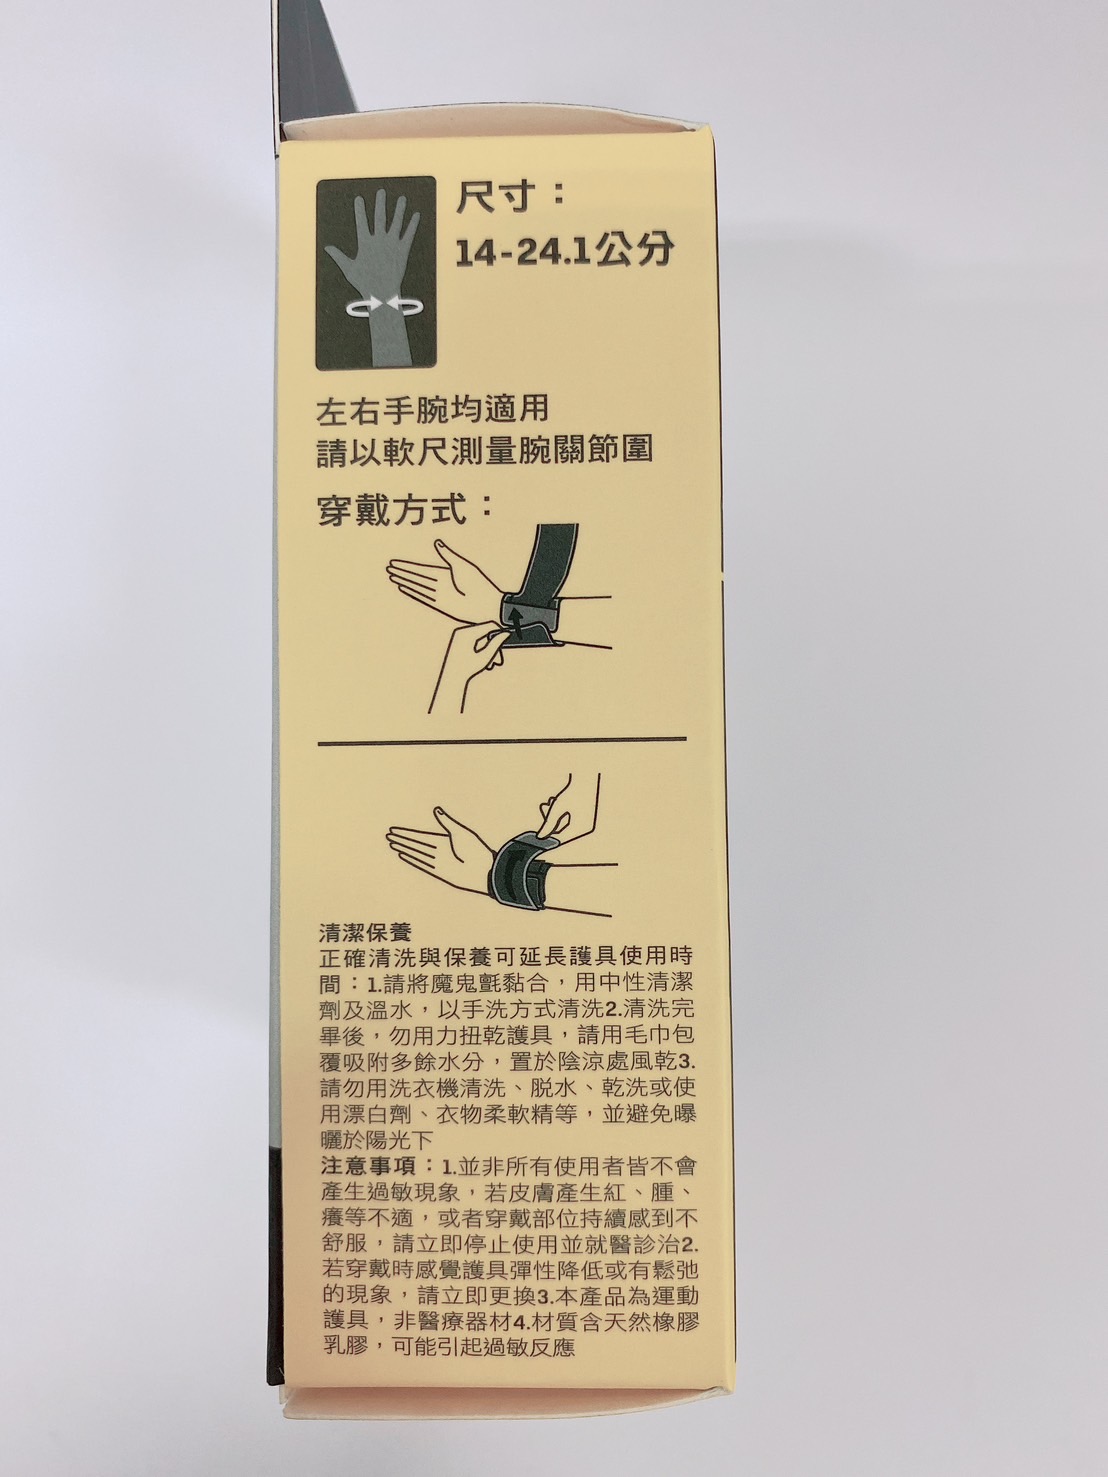 尺寸：
14-24.1公分
左右手腕均適用
請以軟尺測量腕關節圍
穿戴方式：
清潔保養
正確清洗與保養可延長護具使用時
間：1.請將魔鬼氈黏合，用中性清潔
劑及溫水，以手洗方式清洗2.清洗完
畢後，勿用力扭乾護具，請用毛巾包
覆吸附多餘水分，置於陰涼處風乾3.
請勿用洗衣機清洗、脫水、乾洗或使
用漂白劑、衣物柔軟精等，並避免曝
曬於陽光下
注意事項：1.並非所有使用者皆不會
產生過敏現象，若皮膚產生紅、腫、
癢等不適，或者穿戴部位持續感到不
舒服，請立即停止使用並就醫診治2.
若穿戴時感覺護具彈性降低或有鬆弛
的現象，請立即更換3.本產品為運動
護具，非醫療器材4.材質含天然橡膠
乳膠，可能引起過敏反應